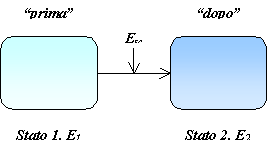 “prima” “dopo”
E
Stato 1. E1 Stato 2. E2